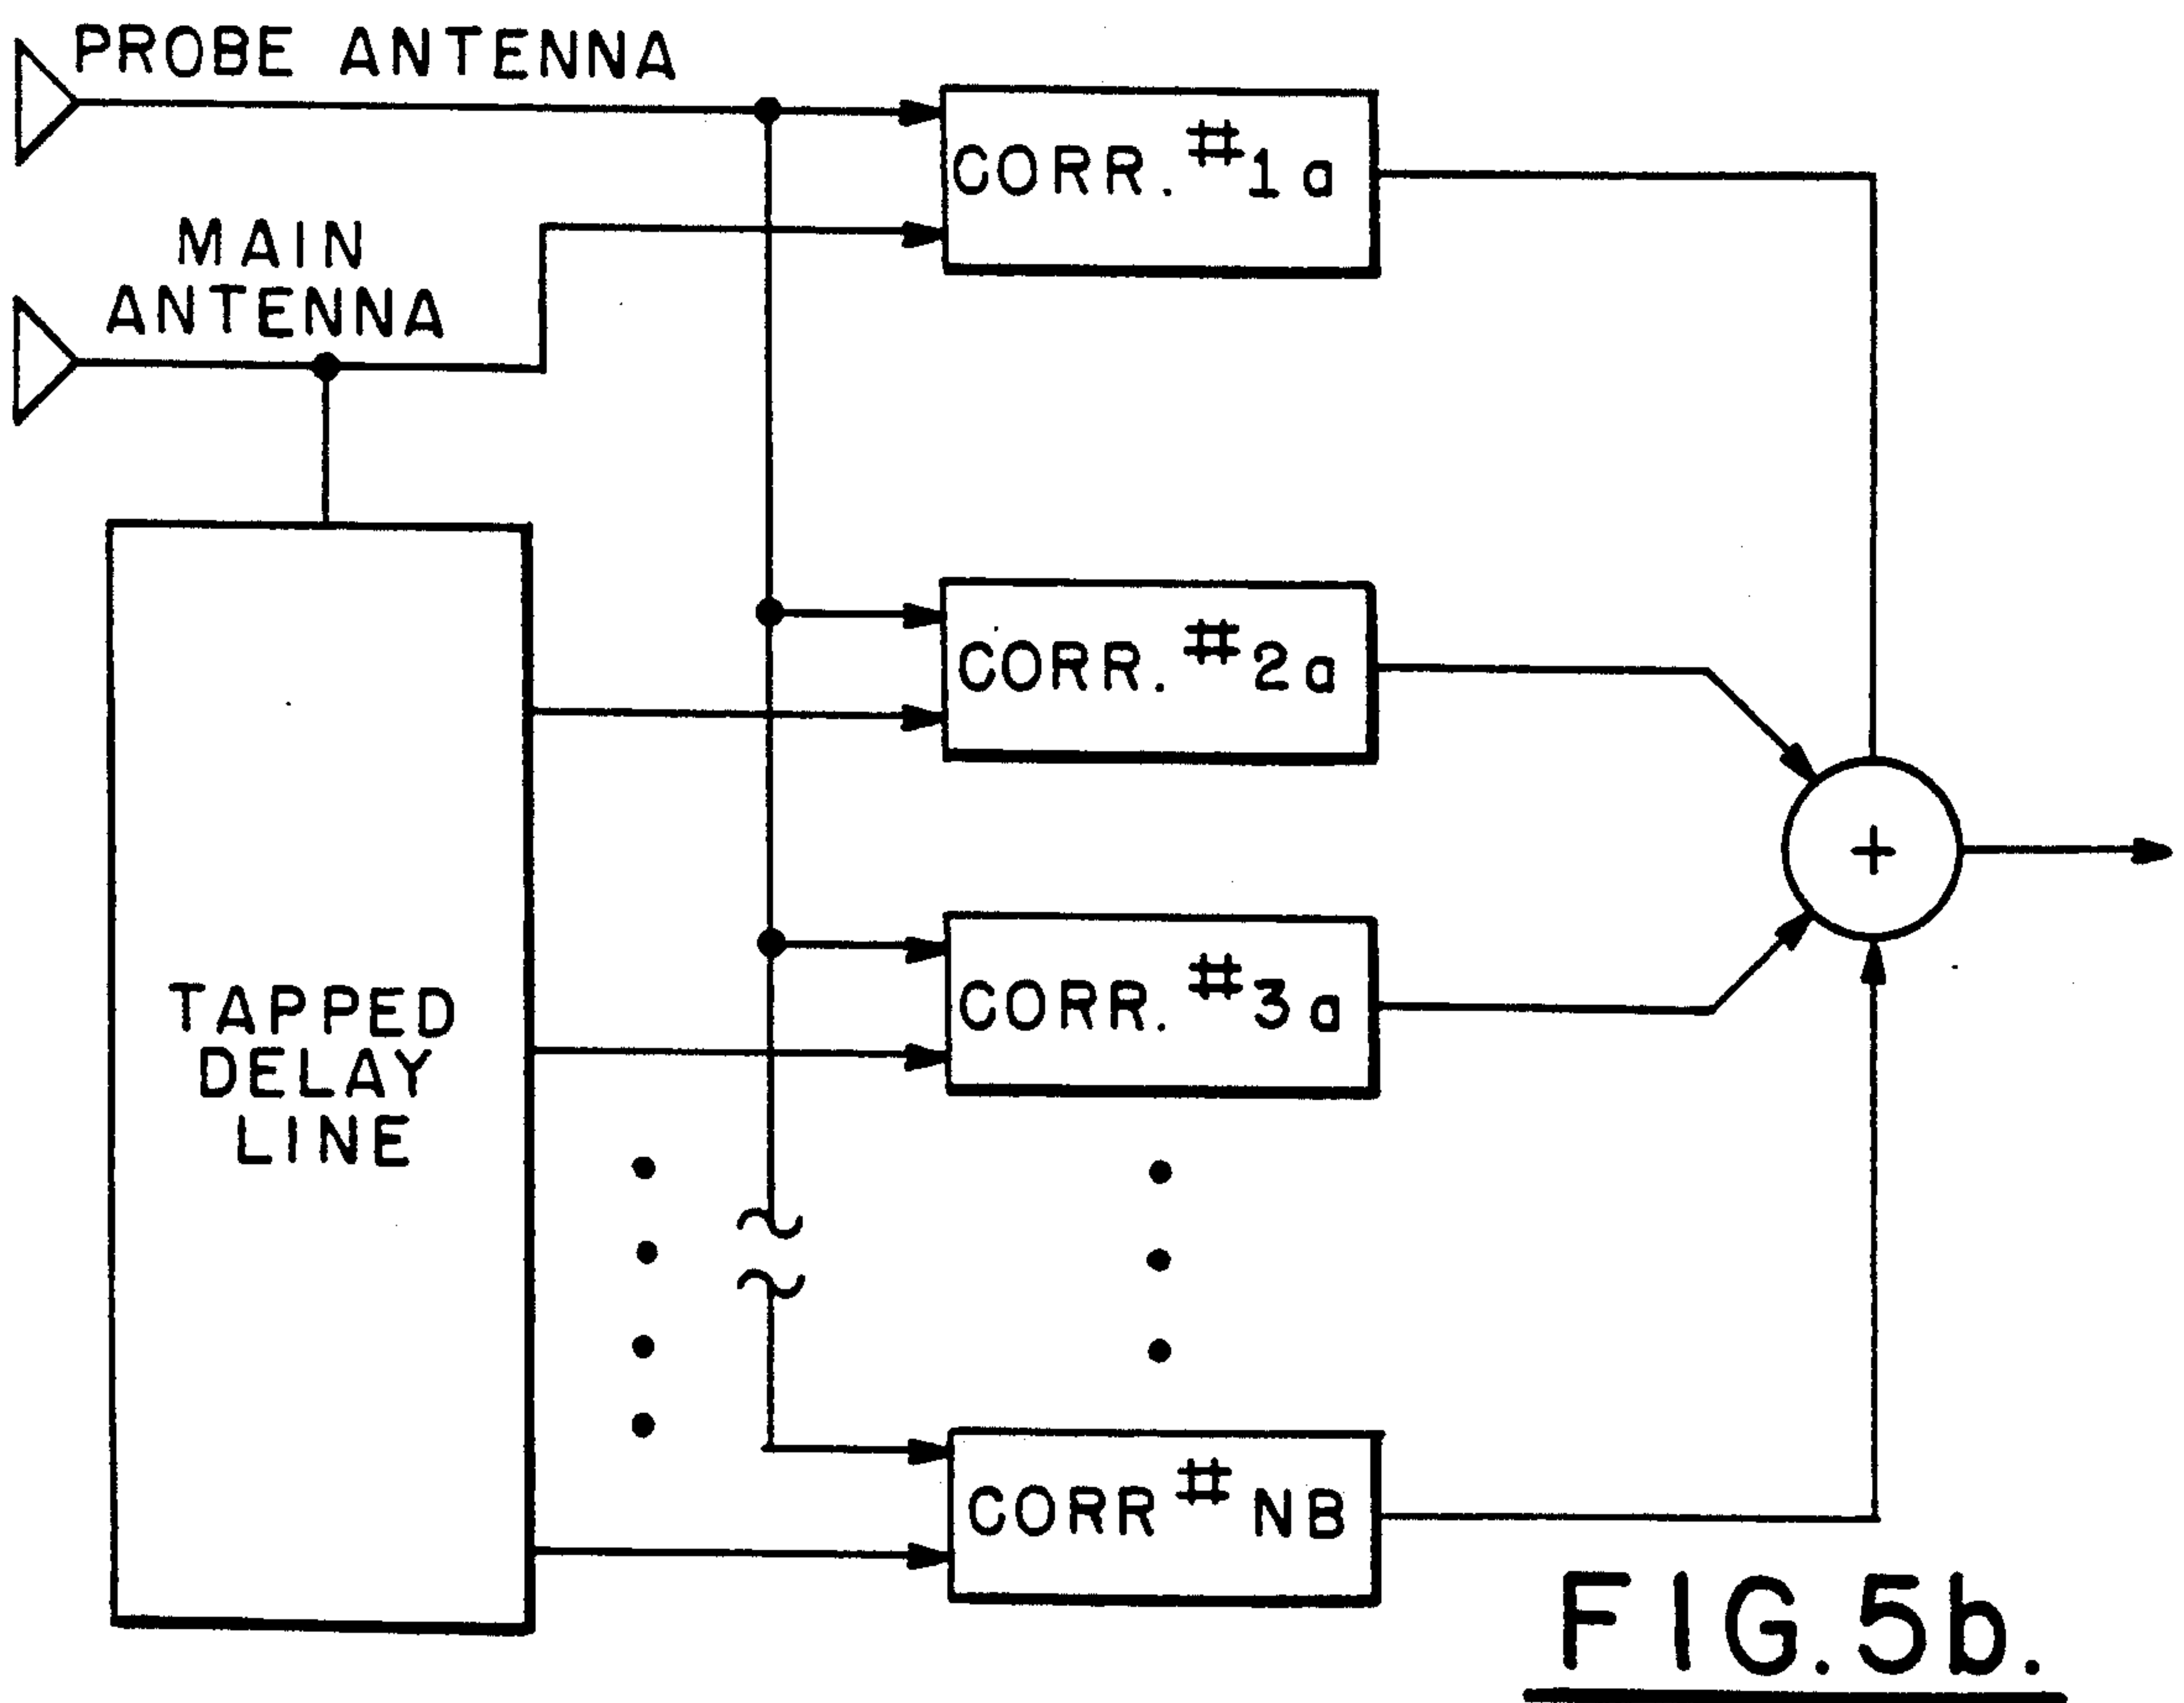 PROBE ANTENNA
MAIN
ANTENNA
CORR. #1a
CORR. #2a
+
CORR. #3a
TAPPED
DELAY
LINE
CORR # NB
FIG.5b.